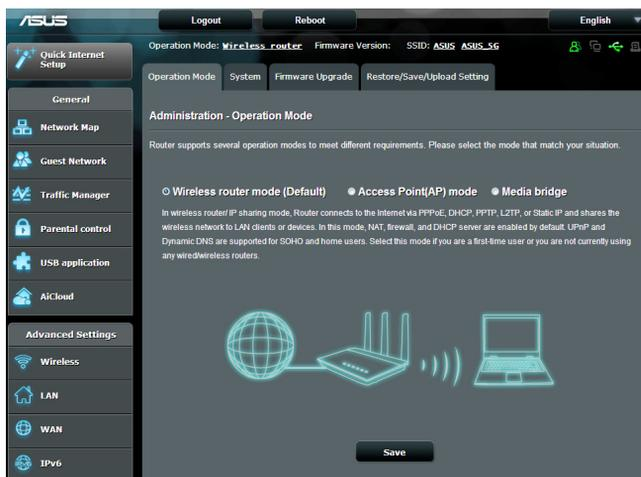 ASUS
Logout
Reboot
English
Quick Internet
Setup
Operation Mode: Wireless router Firmware Version: SSID: ASUS ASUS_5G
Operation Mode
System
Firmware Upgrade
Restore/Save/Upload Setting
General
Network Map
Guest Network
Traffic Manager
Parental control
USB application
AiCloud
Advanced Settings
Wireless
LAN
WAN
IPv6
Administration - Operation Mode
Router supports several operation modes to meet different requirements. Please select the mode that match your situation.
Wireless router mode (Default)
Access Point(AP) mode
Media bridge
In wireless router/ IP sharing mode, Router connects to the Internet via PPPoE, DHCP, PPTP, L2TP, or Static IP and shares the
wireless network to LAN clients or devices. In this mode, NAT, firewall, and DHCP server are enabled by default. UPnP and
Dynamic DNS are supported for SOHO and home users. Select this mode if you are a first-time user or you are not currently using
any wired/wireless routers.
Save